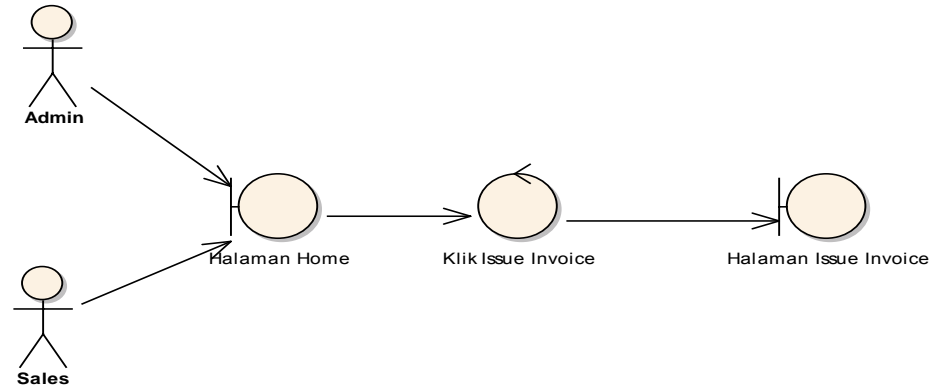 Admin
Halaman Home
Klik Issue Invoice
Halaman Issue Invoice
Sales